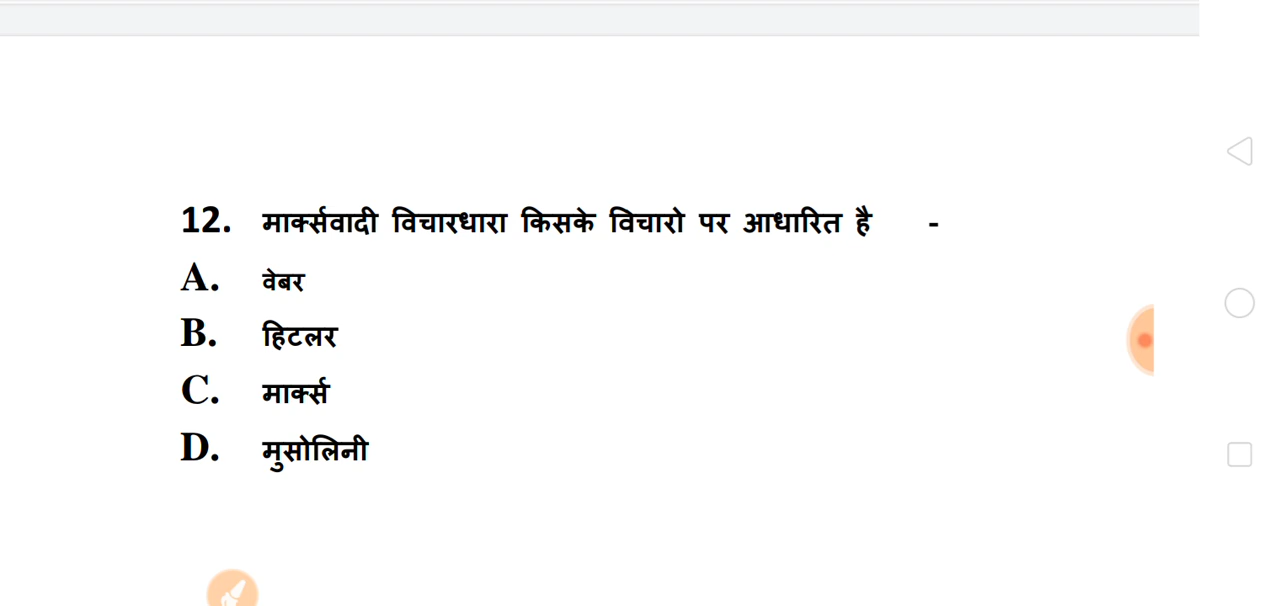 12. मार्क्सवादी विचारधारा किसके विचारो पर आधारित है -
A. वेबर
B. हिटलर
C. मार्क्स
D. मुसोलिनी